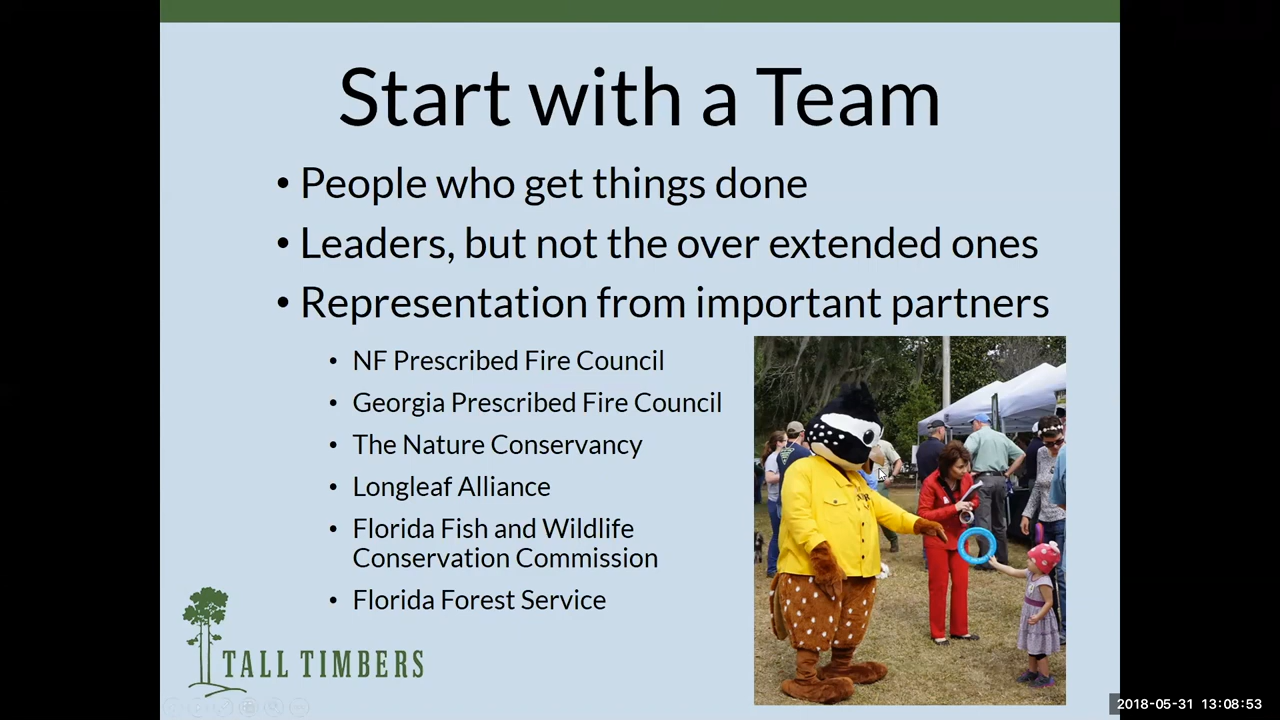 Start with a Team
• People who get things done
• Leaders, but not the over extended ones
• Representation from important partners
• NF Prescribed Fire Council
• Georgia Prescribed Fire Council
• The Nature Conservancy
• Longleaf Alliance
• Florida Fish and Wildlife
Conservation Commission
• Florida Forest Service
TALL TIMBERS
2018-05-31 13:08:53